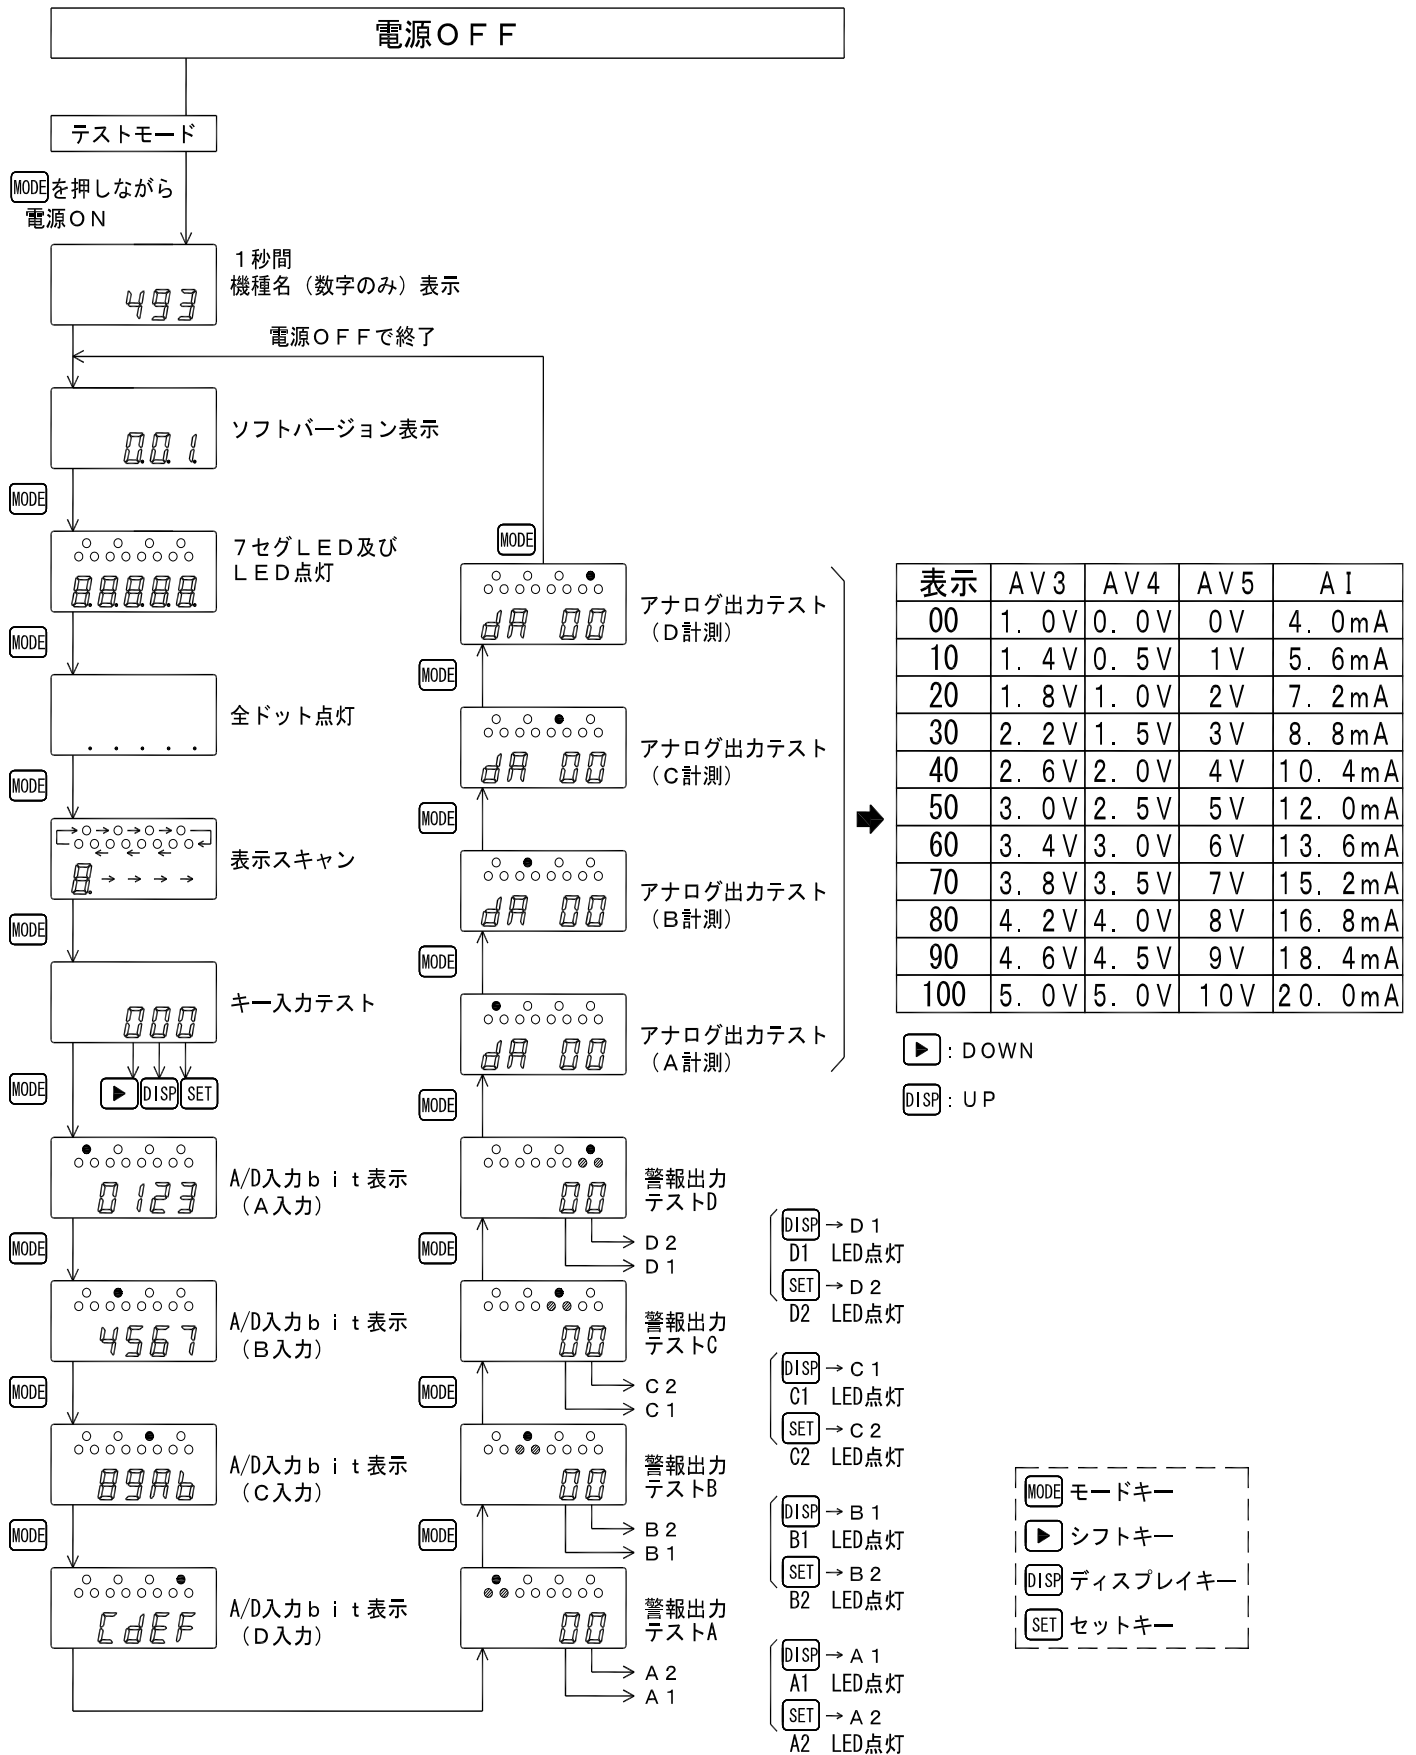 電源ＯＦＦ
テストモード
MODEを押しながら
電源ＯＮ
493
１秒間
機種名（数字のみ）表示
電源ＯＦＦで終了
0.0. 1.
ソフトバージョン表示
MODE
8.8.8.8.8.
７セグＬＥＤ及び
ＬＥＤ点灯
MODE
. . . . .
全ドット点灯
MODE
→ → → →
← ← ←
8. → → → →
表示スキャン
MODE
000
キー入力テスト
MODE
▶ DISP SET
0123
A/D入力ｂｉｔ表示
（Ａ入力）
MODE
4567
A/D入力ｂｉｔ表示
（Ｂ入力）
MODE
89Ab
A/D入力ｂｉｔ表示
（Ｃ入力）
MODE
CdEF
A/D入力ｂｉｔ表示
（Ｄ入力）
MODE
dA 00
アナログ出力テスト
（Ｄ計測）
MODE
dA 00
アナログ出力テスト
（Ｃ計測）
MODE
dA 00
アナログ出力テスト
（Ｂ計測）
MODE
dA 00
アナログ出力テスト
（Ａ計測）
MODE
00
警報出力
テストD
Ｄ２
Ｄ１
MODE
00
警報出力
テストC
Ｃ２
Ｃ１
MODE
00
警報出力
テストB
Ｂ２
Ｂ１
MODE
00
警報出力
テストA
Ａ２
Ａ１
DISP→Ｄ１
D1 LED点灯
SET→Ｄ２
D2 LED点灯
DISP→Ｃ１
C1 LED点灯
SET→Ｃ２
C2 LED点灯
DISP→Ｂ１
B1 LED点灯
SET→Ｂ２
B2 LED点灯
DISP→Ａ１
A1 LED点灯
SET→Ａ２
A2 LED点灯
表示 ＡＶ３ ＡＶ４ ＡＶ５ ＡＩ
00 １．０Ｖ ０．０Ｖ ０Ｖ ４．０ｍＡ
10 １．４Ｖ ０．５Ｖ １Ｖ ５．６ｍＡ
20 １．８Ｖ １．０Ｖ ２Ｖ ７．２ｍＡ
30 ２．２Ｖ １．５Ｖ ３Ｖ ８．８ｍＡ
40 ２．６Ｖ ２．０Ｖ ４Ｖ １０．４ｍＡ
50 ３．０Ｖ ２．５Ｖ ５Ｖ １２．０ｍＡ
60 ３．４Ｖ ３．０Ｖ ６Ｖ １３．６ｍＡ
70 ３．８Ｖ ３．５Ｖ ７Ｖ １５．２ｍＡ
80 ４．２Ｖ ４．０Ｖ ８Ｖ １６．８ｍＡ
90 ４．６Ｖ ４．５Ｖ ９Ｖ １８．４ｍＡ
100 ５．０Ｖ ５．０Ｖ １０Ｖ ２０．０ｍＡ
▶：ＤＯＷＮ
DISP：ＵＰ
MODE モードキー
▶ シフトキー
DISP ディスプレイキー
SET セットキー